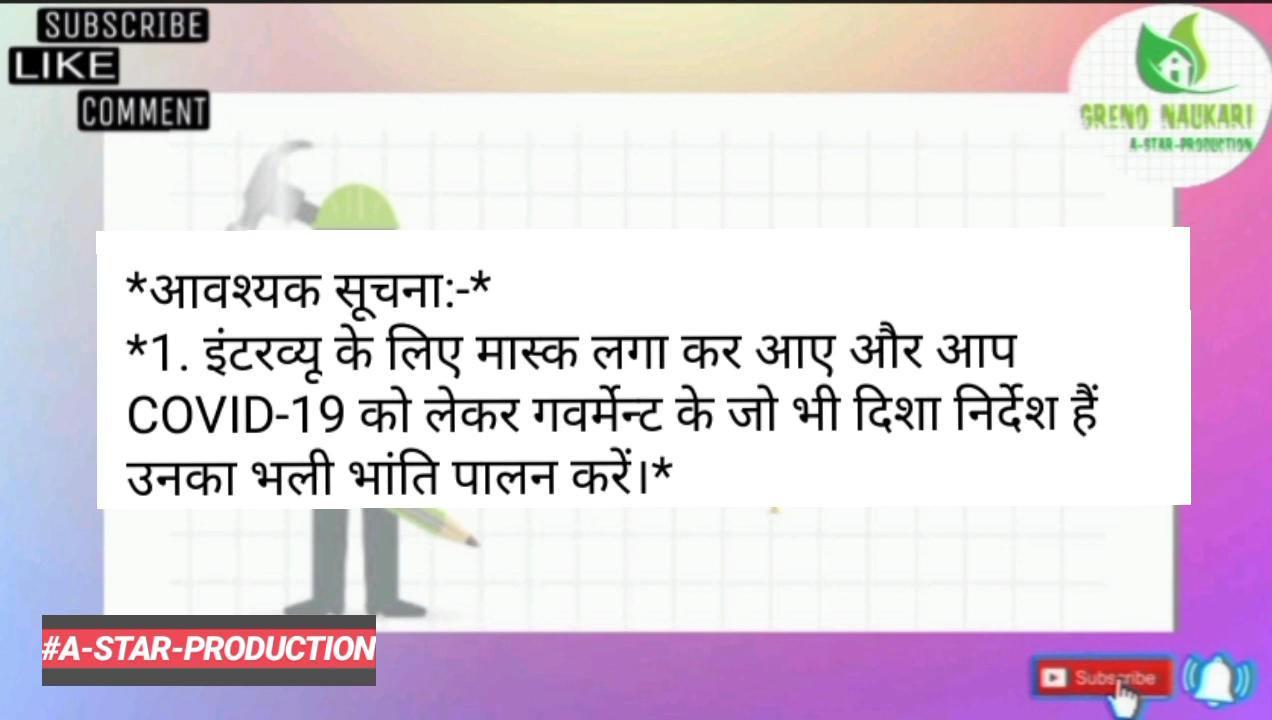 SUBSCRIBE
LIKE
COMMENT
GRENO NAUKARI
A-STAR-PRODUCTION
*आवश्यक सूचना:-*
*1. इंटरव्यू के लिए मास्क लगा कर आए और आप
COVID-19 को लेकर गवर्मेन्ट के जो भी दिशा निर्देश हैं
उनका भली भांति पालन करें।*
#A-STAR-PRODUCTION
Subscribe